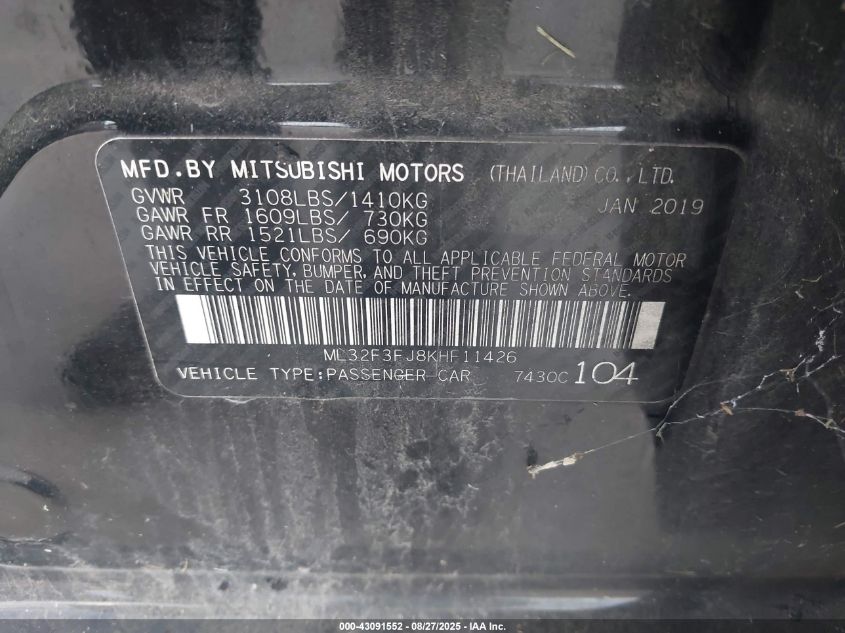 MFD.BY MITSUBISHI MOTORS (THAILAND) CO., LTD.
GVWR 3108LBS/1410KG JAN 2019
GAWR FR 1609LBS/ 730KG
GAWR RR 1521LBS/ 690KG
THIS VEHICLE CONFORMS TO ALL APPLICABLE FEDERAL MOTOR
VEHICLE SAFETY, BUMPER, AND THEFT PREVENTION STANDARDS
IN EFFECT ON THE DATE OF MANUFACTURE SHOWN ABOVE.
ML32F3FJ8KHF11426
VEHICLE TYPE:PASSENGER CAR 7430C 104
000-43091552 - 08/27/2025 - IAA Inc.